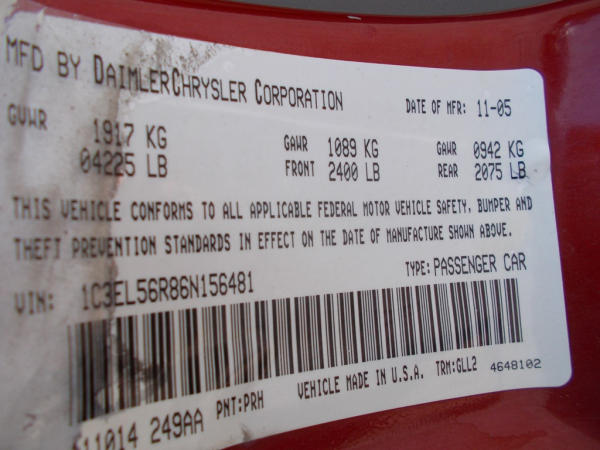 MFD BY DAIMLERCHRYSLER CORPORATION DATE OF MFR: 11-05
GVWR 1917 KG GAWR 1089 KG GAWR 0942 KG
04225 LB FRONT 2400 LB REAR 2075 LB
THIS VEHICLE CONFORMS TO ALL APPLICABLE FEDERAL MOTOR VEHICLE SAFETY, BUMPER AND
THEFT PREVENTION STANDARDS IN EFFECT ON THE DATE OF MANUFACTURE SHOWN ABOVE.
VIN: 1C3EL56R86N156481 TYPE: PASSENGER CAR
VEHICLE MADE IN U.S.A. TRM:GLL2 4648102
249AA PNT:PRH